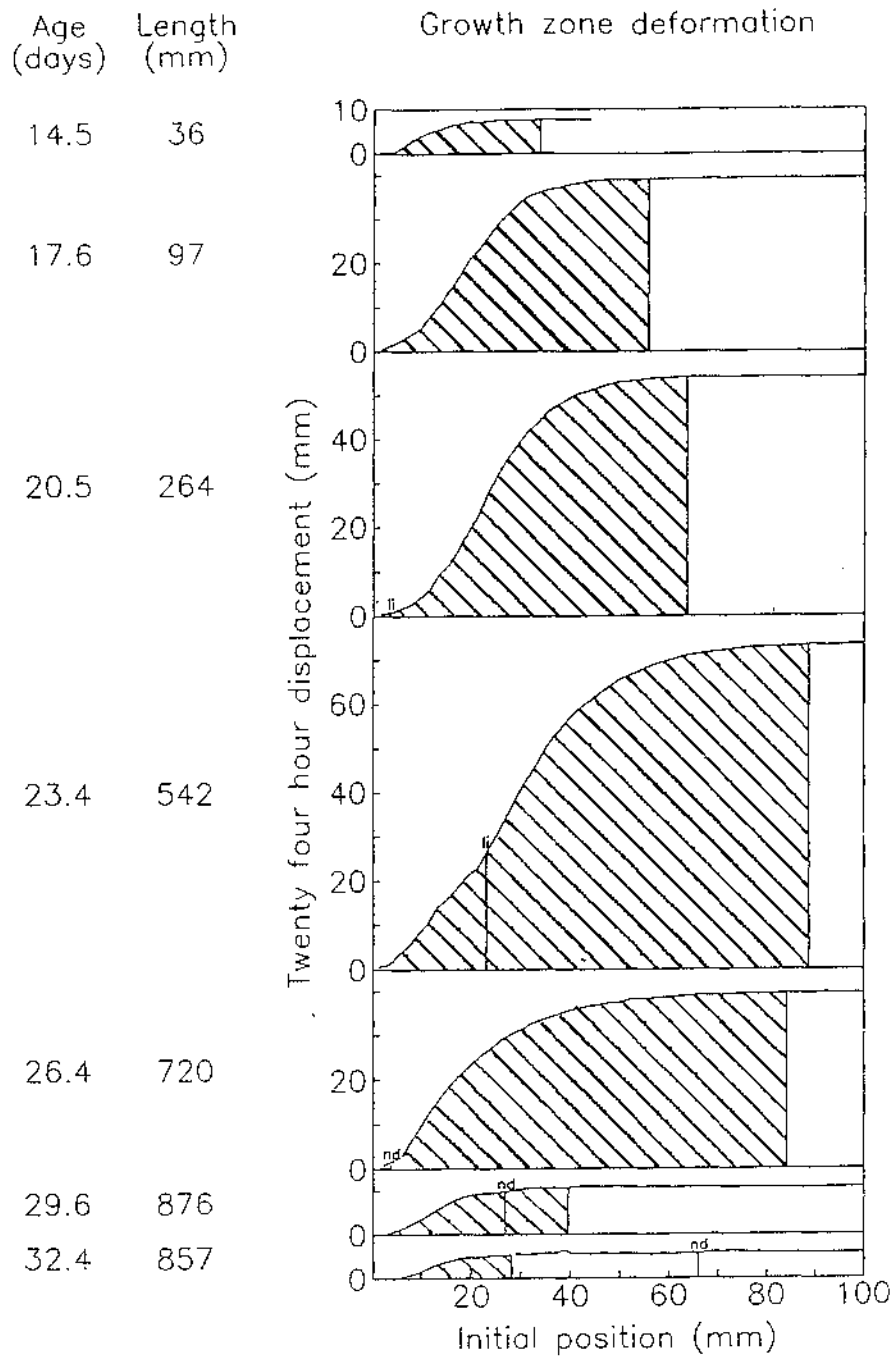 Age Length Growth zone deformation
(days) (mm)
14.5 36
10
0
17.6 97
20
0
20.5 264
40
20
0
li
23.4 542
60
40
20
0
li
26.4 720
20
0
nd
29.6 876
0
nd
32.4 857
0
nd
Twenty four hour displacement (mm)
20 40 60 80 100
Initial position (mm)